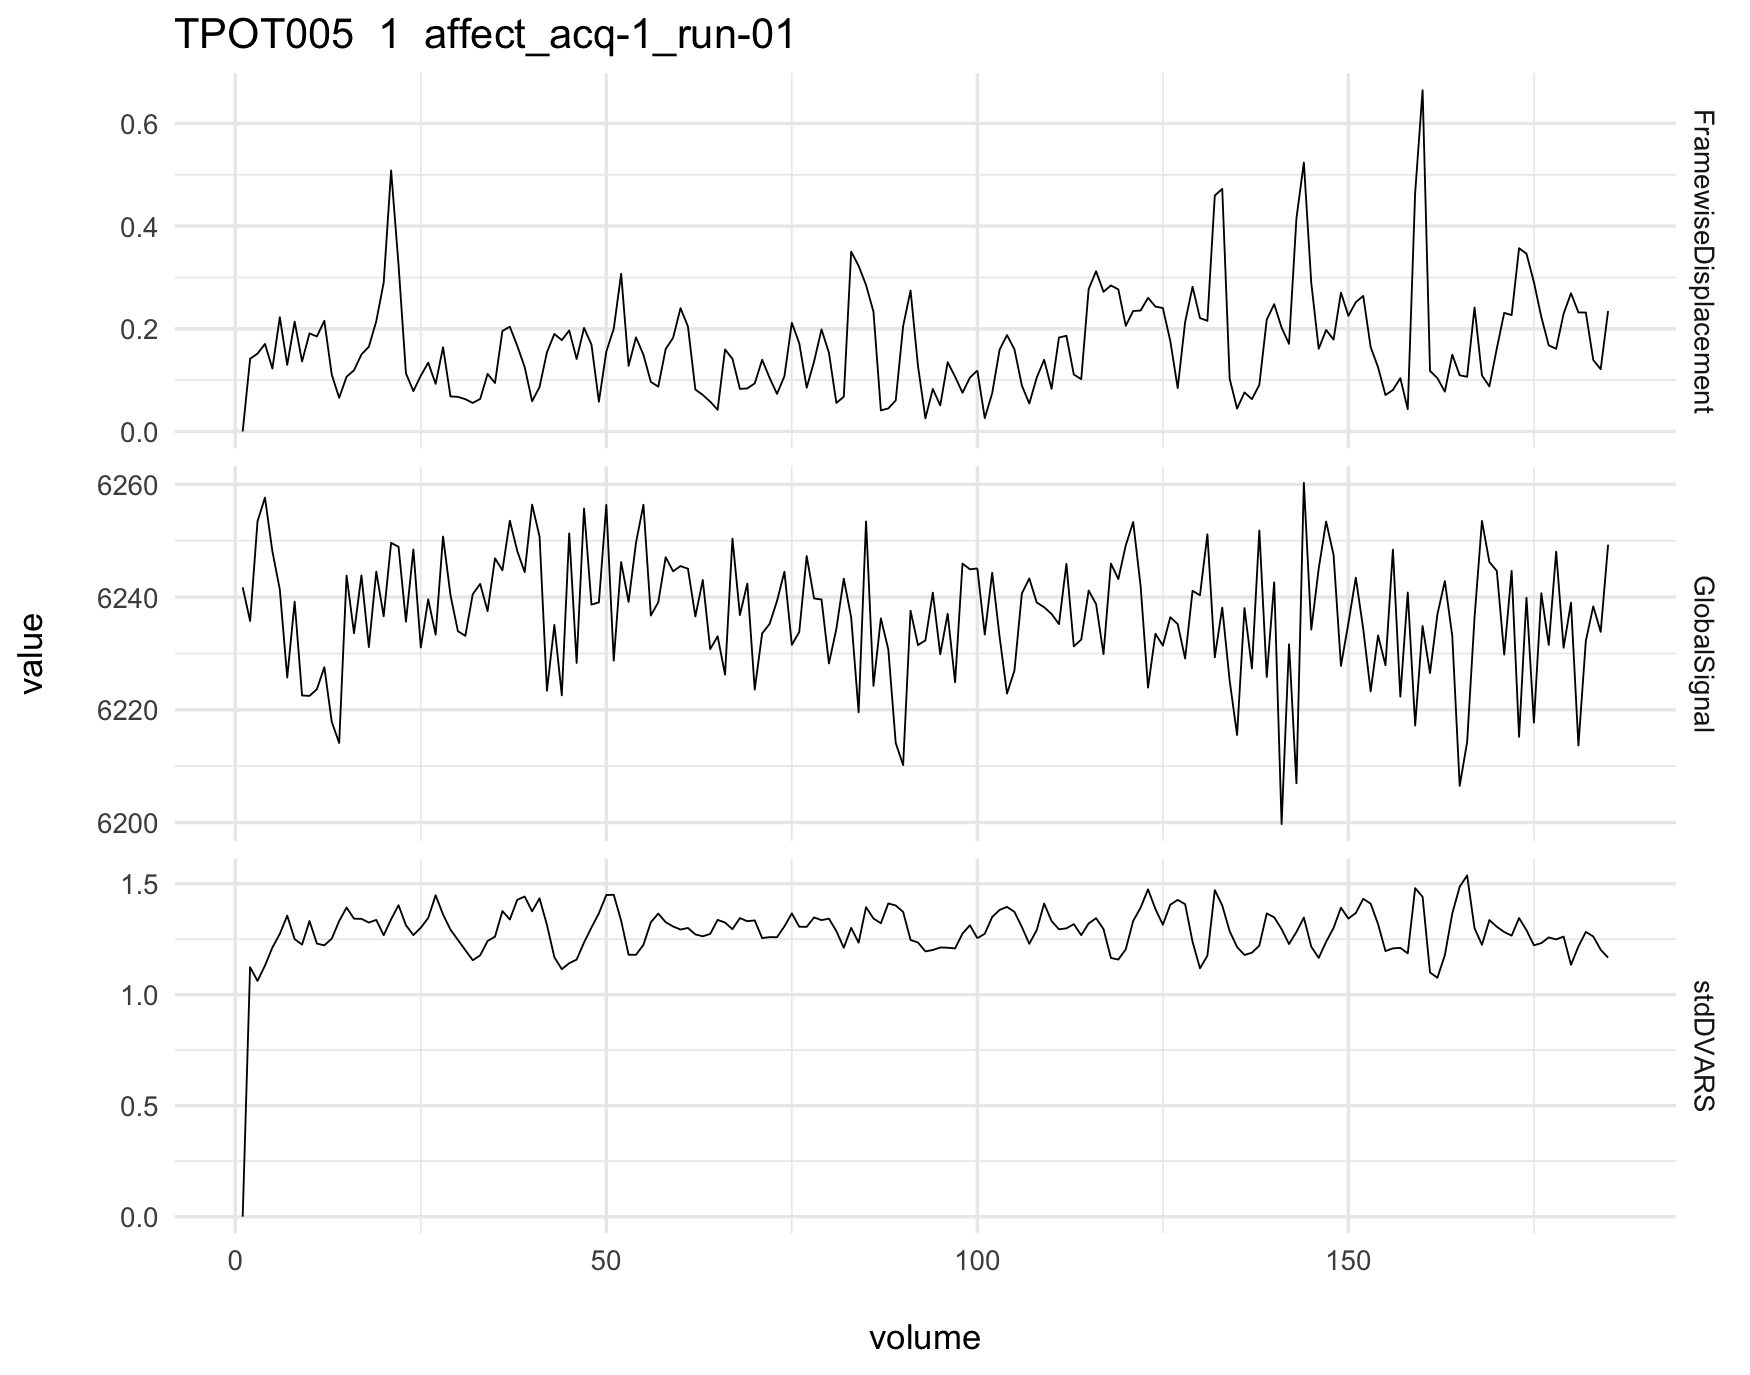 TPOT005  1  affect_acq-1_run-01
value
0.6
0.4
0.2
0.0
FramewiseDisplacement
6260
6240
6220
6200
GlobalSignal
1.5
1.0
0.5
0.0
stdDVARS
0 50 100 150
volume